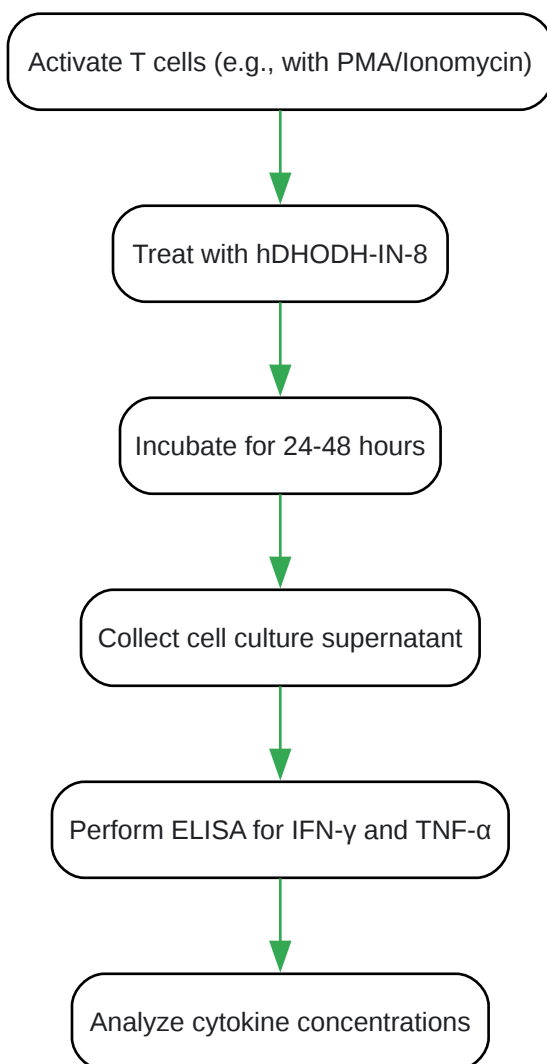 Activate T cells (e.g., with PMA/Ionomycin)
Treat with hDHODH-IN-8
Incubate for 24-48 hours
Collect cell culture supernatant
Perform ELISA for IFN-γ and TNF-α
Analyze cytokine concentrations